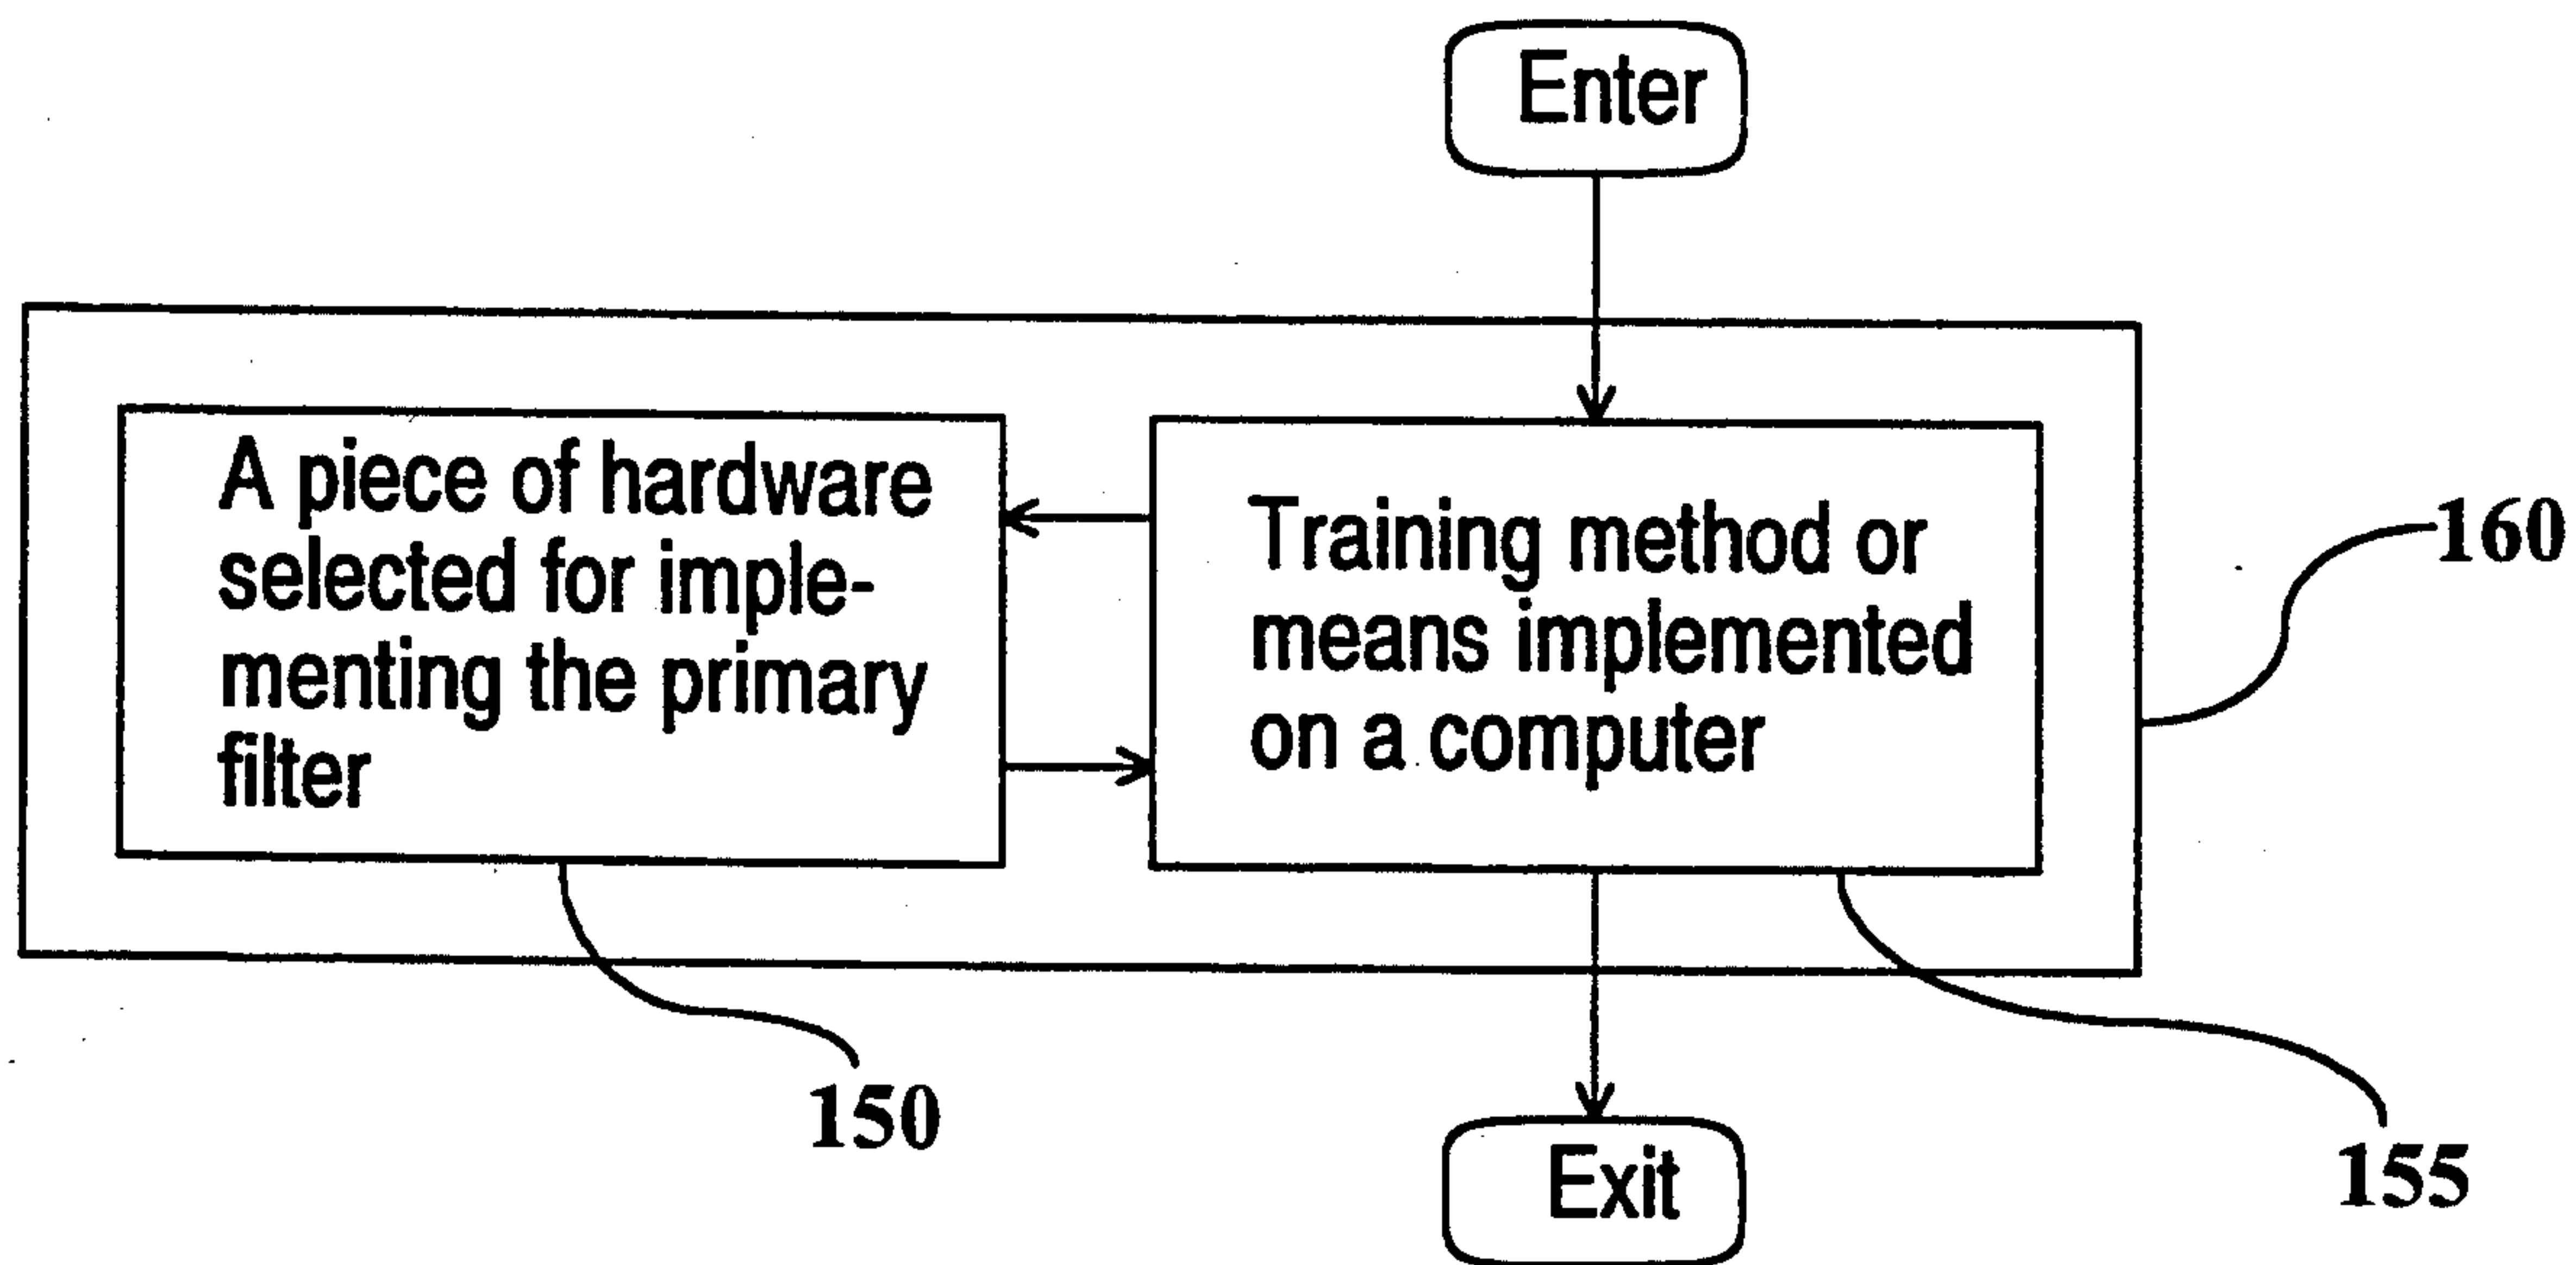 Enter
A piece of hardware
selected for imple-
menting the primary
filter
Training method or
means implemented
on a computer
160
150
155
Exit